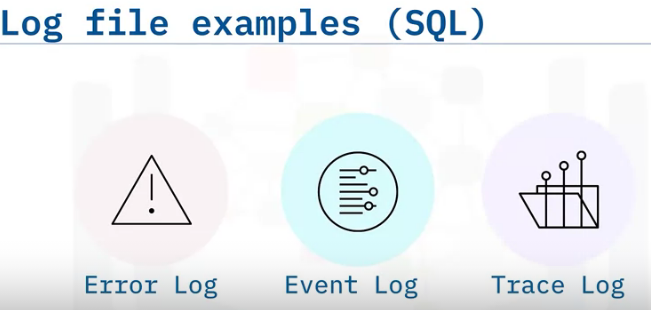 Log file examples (SQL)
Error Log
Event Log
Trace Log